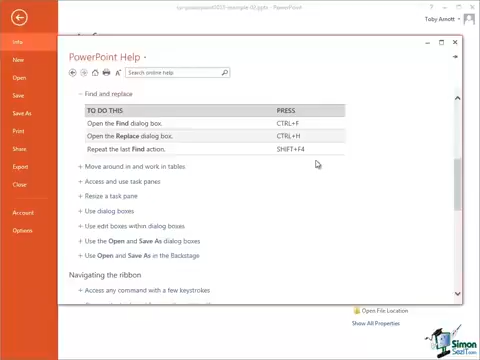 Toby Arnott
Info
New
Open
Save
Save As
Print
Share
Export
Close
Account
Options
PowerPoint Help
Search online help
Find and replace
TO DO THIS PRESS
Open the Find dialog box. CTRL+F
Open the Replace dialog box. CTRL+H
Repeat the last Find action. SHIFT+F4
Move around in and work in tables
Access and use task panes
Resize a task pane
Use dialog boxes
Use edit boxes within dialog boxes
Use the Open and Save As dialog boxes
Use Open and Save As in the Backstage
Navigating the ribbon
Access any command with a few keystrokes
Open File Location
Show All Properties
Simon
Sez IT